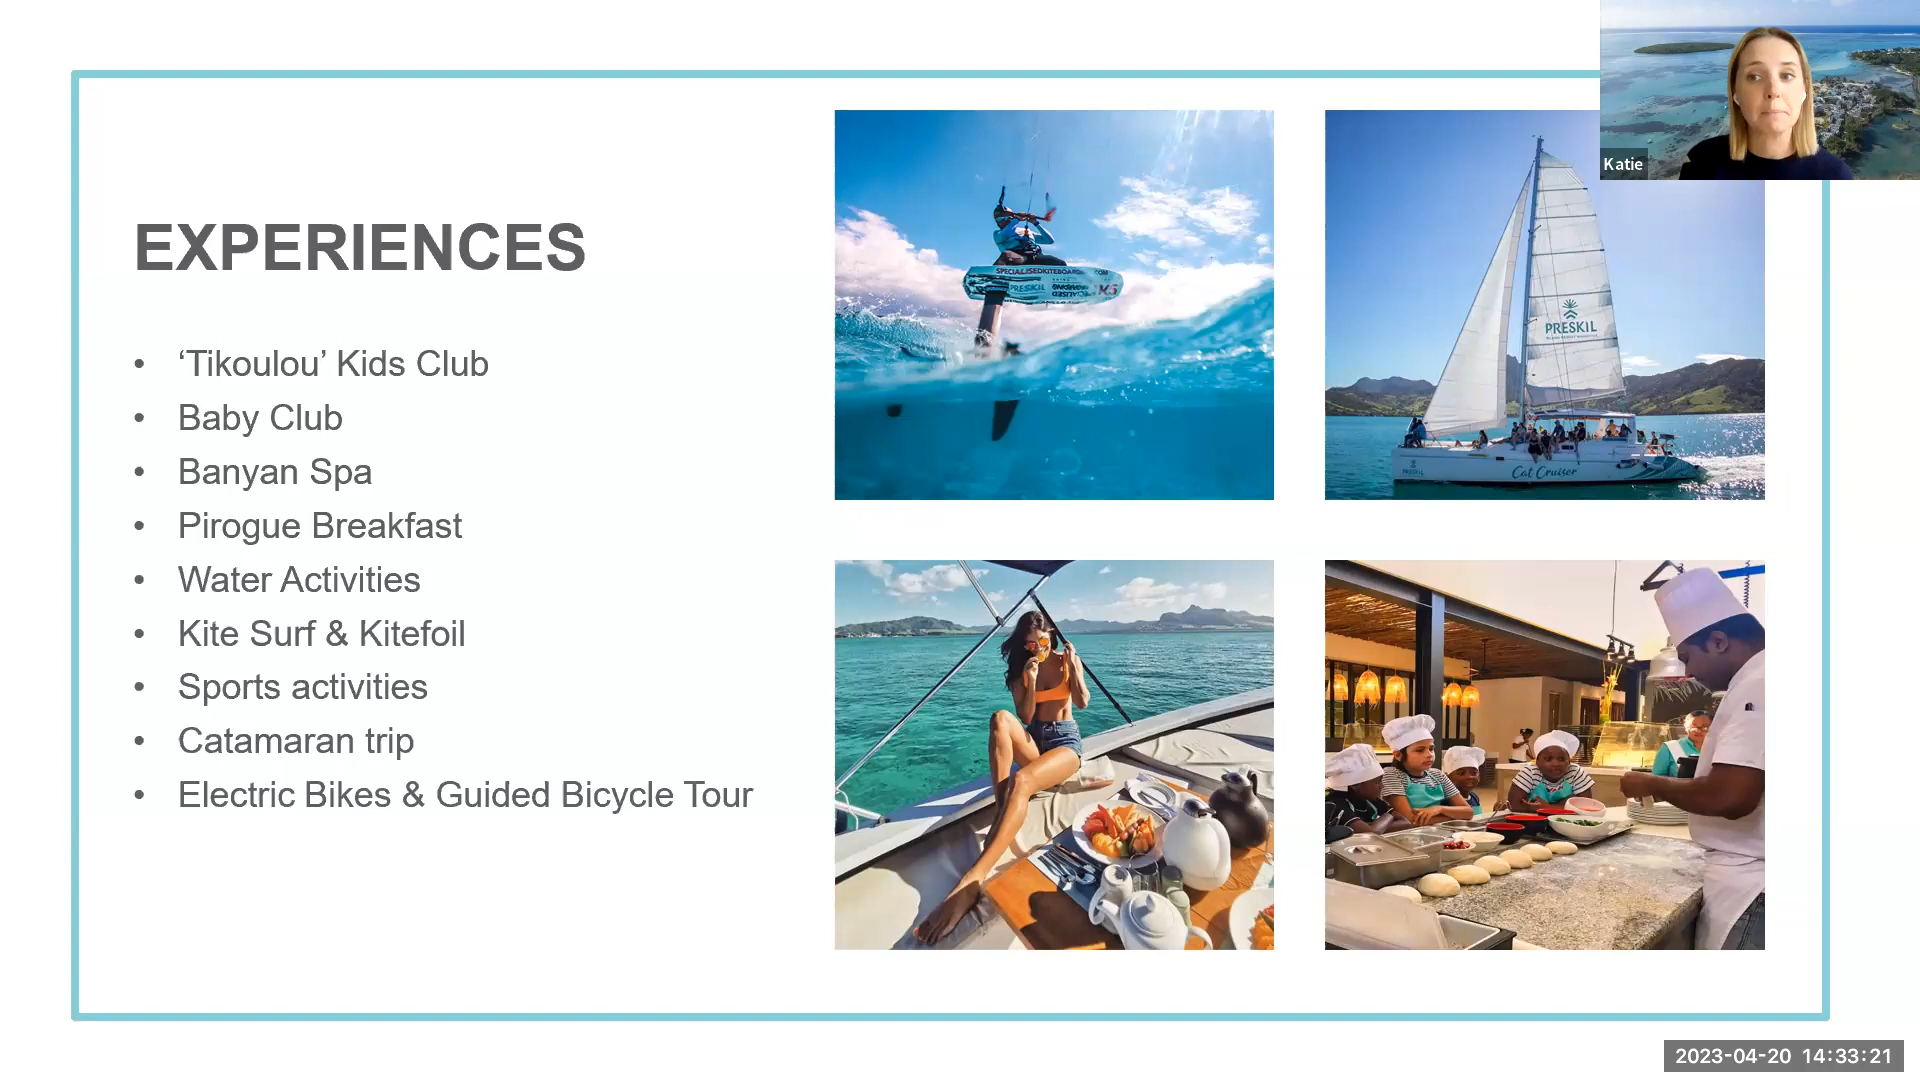 Katie
EXPERIENCES
• ‘Tikoulou’ Kids Club
• Baby Club
• Banyan Spa
• Pirogue Breakfast
• Water Activities
• Kite Surf & Kitefoil
• Sports activities
• Catamaran trip
• Electric Bikes & Guided Bicycle Tour
PRESKIL
PRESKIL
Cat Cruiser
2023-04-20 14:33:21